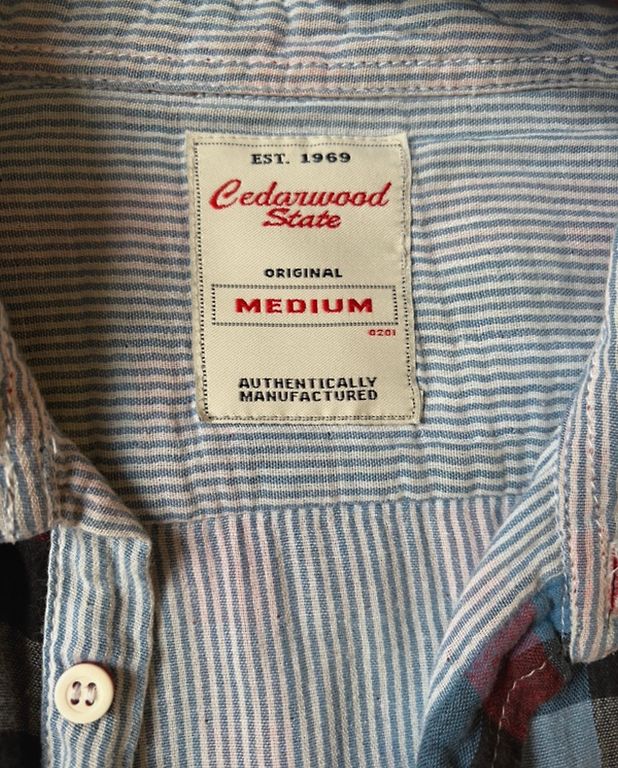 EST. 1969
Cedarwood
State
ORIGINAL
MEDIUM
0201
AUTHENTICALLY
MANUFACTURED